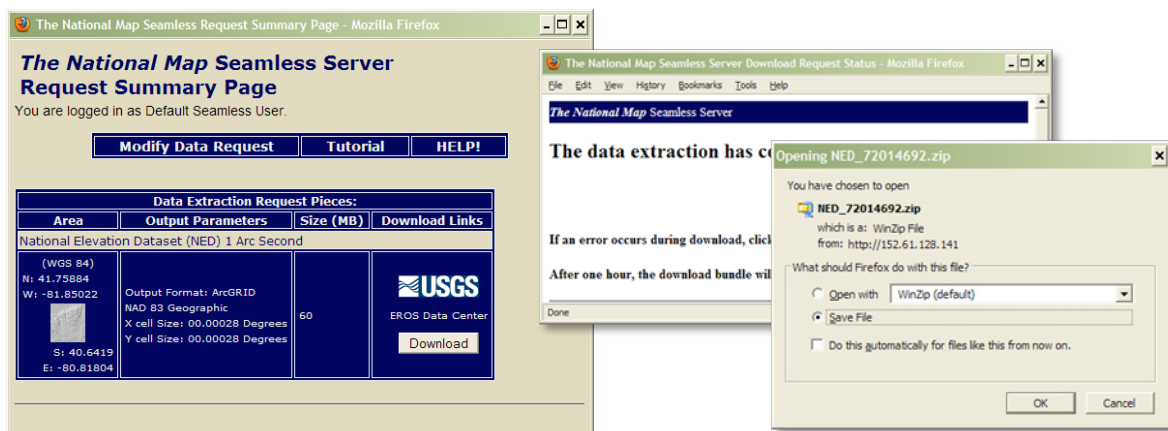 The National Map Seamless Request Summary Page - Mozilla Firefox
The National Map Seamless Server
Request Summary Page
You are logged in as Default Seamless User.
Modify Data Request Tutorial HELP!
Data Extraction Request Pieces:
Area Output Parameters Size (MB) Download Links
National Elevation Dataset (NED) 1 Arc Second
(WGS 84)
N: 41.75884
W: -81.85022
S: 40.6419
E: -80.81804
Output Format: ArcGRID
NAD 83 Geographic
X cell Size: 00.00028 Degrees
Y cell Size: 00.00028 Degrees
60
USGS
EROS Data Center
Download
The National Map Seamless Server Download Request Status - Mozilla Firefox
File Edit View History Bookmarks Tools Help
The National Map Seamless Server
The data extraction has
If an error occurs during download, click
After one hour, the download bundle
Done
Opening NED_72014692.zip
You have chosen to open
NED_72014692.zip
which is a: WinZip File
from: http://152.61.128.141
What should Firefox do with this file?
Open with WinZip (default)
Save File
Do this automatically for files like this from now on.
OK Cancel